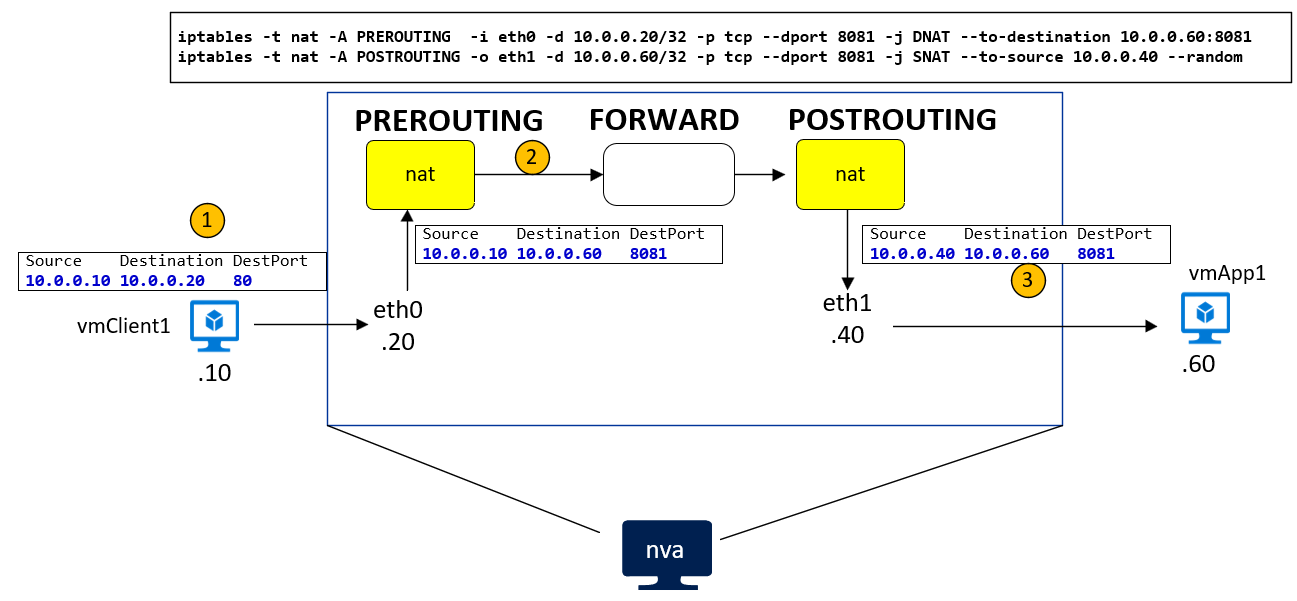 iptables -t nat -A PREROUTING  -i eth0 -d 10.0.0.20/32 -p tcp --dport 8081 -j DNAT --to-destination 10.0.0.60:8081
iptables -t nat -A POSTROUTING -o eth1 -d 10.0.0.60/32 -p tcp --dport 8081 -j SNAT --to-source 10.0.0.40 --random
PREROUTING FORWARD POSTROUTING
nat
2
nat
1
Source Destination DestPort
10.0.0.10 10.0.0.20 80
Source Destination DestPort
10.0.0.10 10.0.0.60 8081
Source Destination DestPort
10.0.0.40 10.0.0.60 8081
3
vmClient1
.10
eth0
.20
eth1
.40
vmApp1
.60
nva